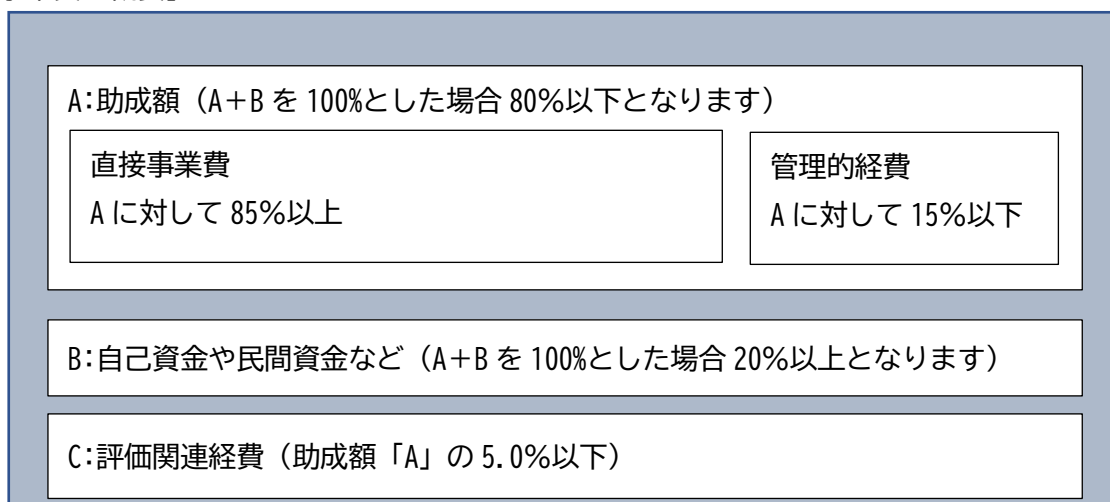 A:助成額（A＋B を 100%とした場合 80%以下となります）
直接事業費
A に対して 85%以上
管理的経費
A に対して 15%以下
B:自己資金や民間資金など（A＋B を 100%とした場合 20%以上となります）
C:評価関連経費（助成額「A」の 5.0%以下）